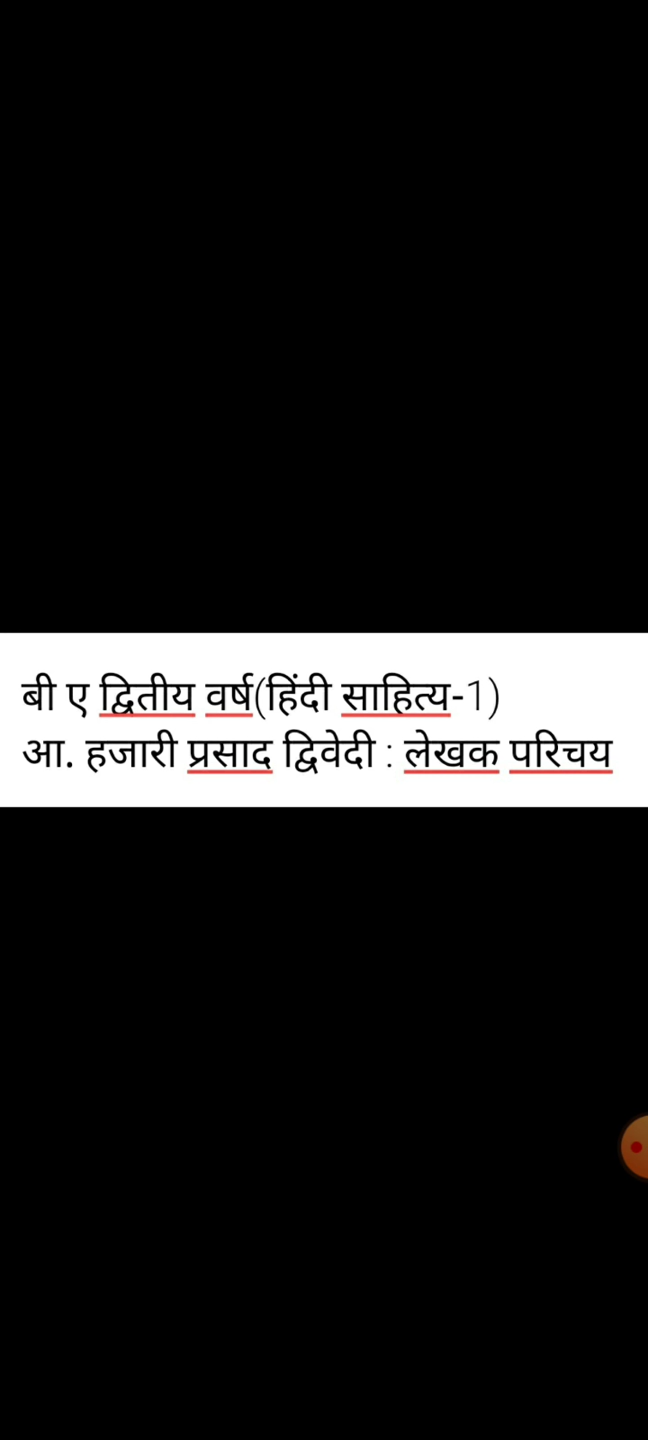 बी ए द्वितीय वर्ष(हिंदी साहित्य-1)
आ. हजारी प्रसाद द्विवेदी : लेखक परिचय